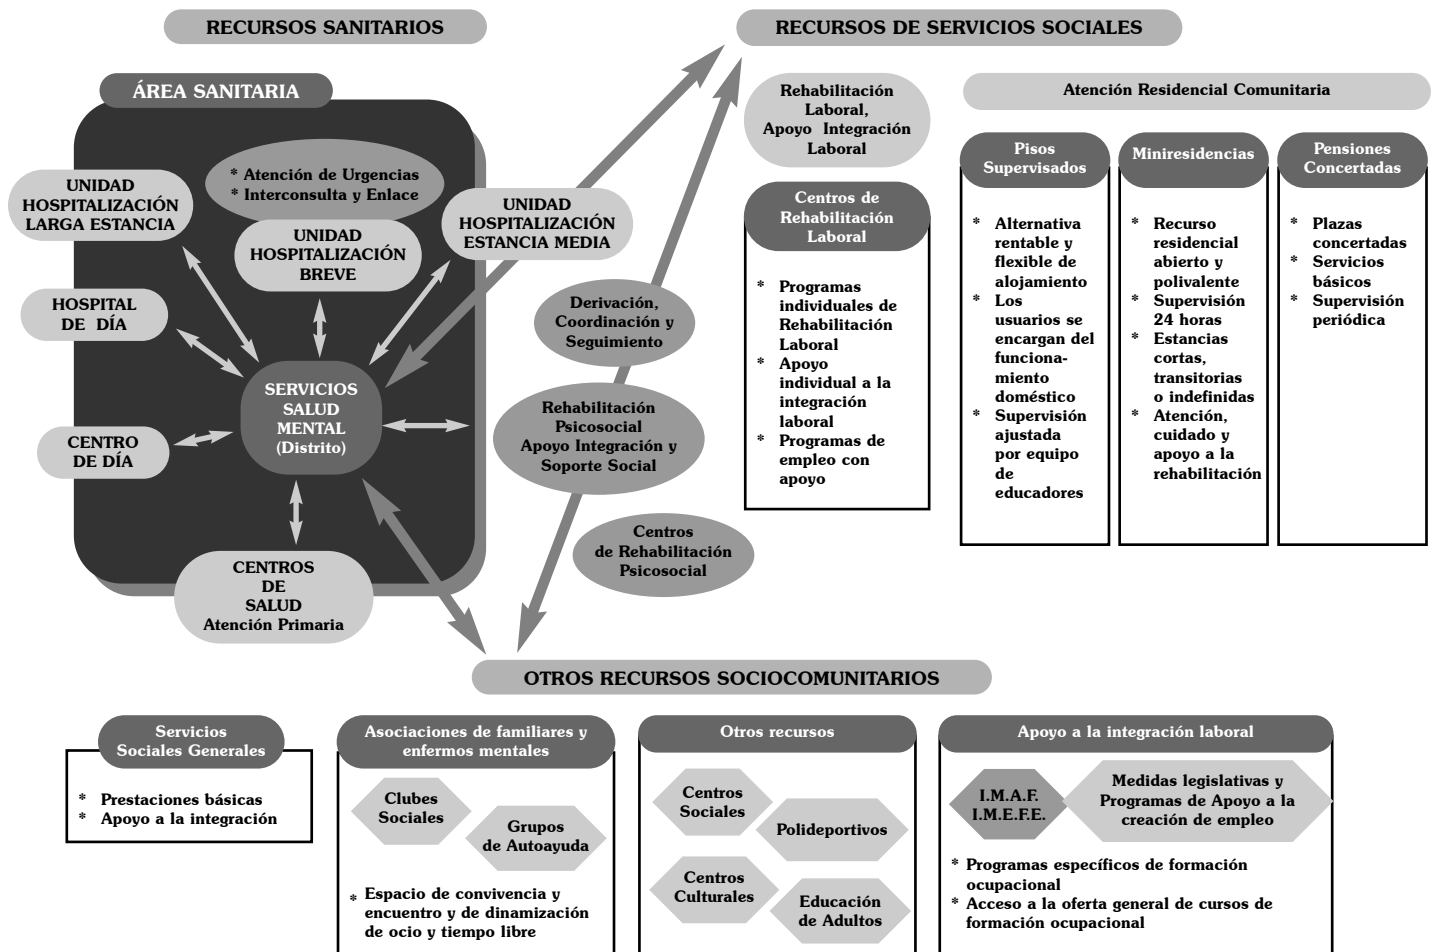 RECURSOS SANITARIOS
RECURSOS DE SERVICIOS SOCIALES
ÁREA SANITARIA
* Atención de Urgencias
* Interconsulta y Enlace
UNIDAD
HOSPITALIZACIÓN
LARGA ESTANCIA
UNIDAD
HOSPITALIZACIÓN
BREVE
UNIDAD
HOSPITALIZACIÓN
ESTANCIA MEDIA
HOSPITAL
DE DÍA
SERVICIOS
SALUD
MENTAL
(Distrito)
CENTRO
DE DÍA
CENTROS
DE
SALUD
Atención Primaria
Derivación,
Coordinación y
Seguimiento
Rehabilitación
Psicosocial
Apoyo Integración y
Soporte Social
Centros
de Rehabilitación
Psicosocial
Rehabilitación
Laboral,
Apoyo Integración
Laboral
Centros de
Rehabilitación
Laboral
* Programas
individuales de
Rehabilitación
Laboral
* Apoyo
individual a la
integración
laboral
* Programas de
empleo con
apoyo
Atención Residencial Comunitaria
Pisos
Supervisados
* Alternativa
rentable y
flexible de
alojamiento
* Los
usuarios se
encargan del
funciona-
miento
doméstico
* Supervisión
ajustada
por equipo
de
educadores
Miniresidencias
* Recurso
residencial
abierto y
polivalente
* Supervisión
24 horas
* Estancias
cortas,
transitorias
o indefinidas
* Atención,
cuidado y
apoyo a la
rehabilitación
Pensiones
Concertadas
* Plazas
concertadas
* Servicios
básicos
* Supervisión
periódica
OTROS RECURSOS SOCIOCOMUNITARIOS
Servicios
Sociales Generales
* Prestaciones básicas
* Apoyo a la integración
Asociaciones de familiares y
enfermos mentales
Clubes
Sociales
Grupos
de Autoayuda
* Espacio de convivencia y
encuentro y de dinamización
de ocio y tiempo libre
Otros recursos
Centros
Sociales
Polideportivos
Centros
Culturales
Educación
de Adultos
Apoyo a la integración laboral
I.M.A.F.
I.M.E.F.E.
Medidas legislativas y
Programas de Apoyo a la
creación de empleo
* Programas específicos de formación
ocupacional
* Acceso a la oferta general de cursos de
formación ocupacional